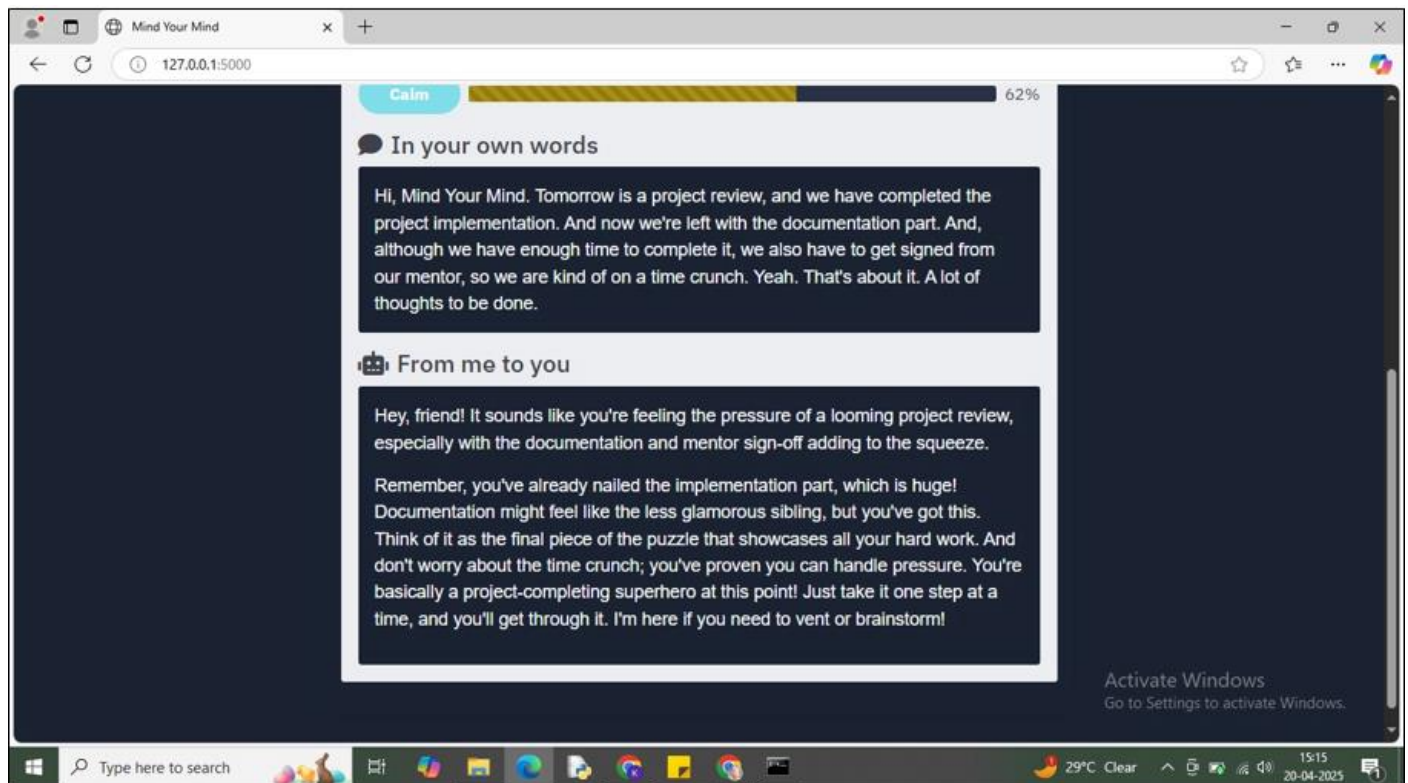 Mind Your Mind
127.0.0.1:5000
Calm
62%
In your own words
Hi, Mind Your Mind. Tomorrow is a project review, and we have completed the
project implementation. And now we're left with the documentation part. And,
although we have enough time to complete it, we also have to get signed from
our mentor, so we are kind of on a time crunch. Yeah. That's about it. A lot of
thoughts to be done.
From me to you
Hey, friend! It sounds like you're feeling the pressure of a looming project review,
especially with the documentation and mentor sign-off adding to the squeeze.
Remember, you've already nailed the implementation part, which is huge!
Documentation might feel like the less glamorous sibling, but you've got this.
Think of it as the final piece of the puzzle that showcases all your hard work. And
don't worry about the time crunch; you've proven you can handle pressure. You're
basically a project-completing superhero at this point! Just take it one step at a
time, and you'll get through it. I'm here if you need to vent or brainstorm!
Activate Windows
Go to Settings to activate Windows.
Type here to search
29°C Clear
15:15
20-04-2025